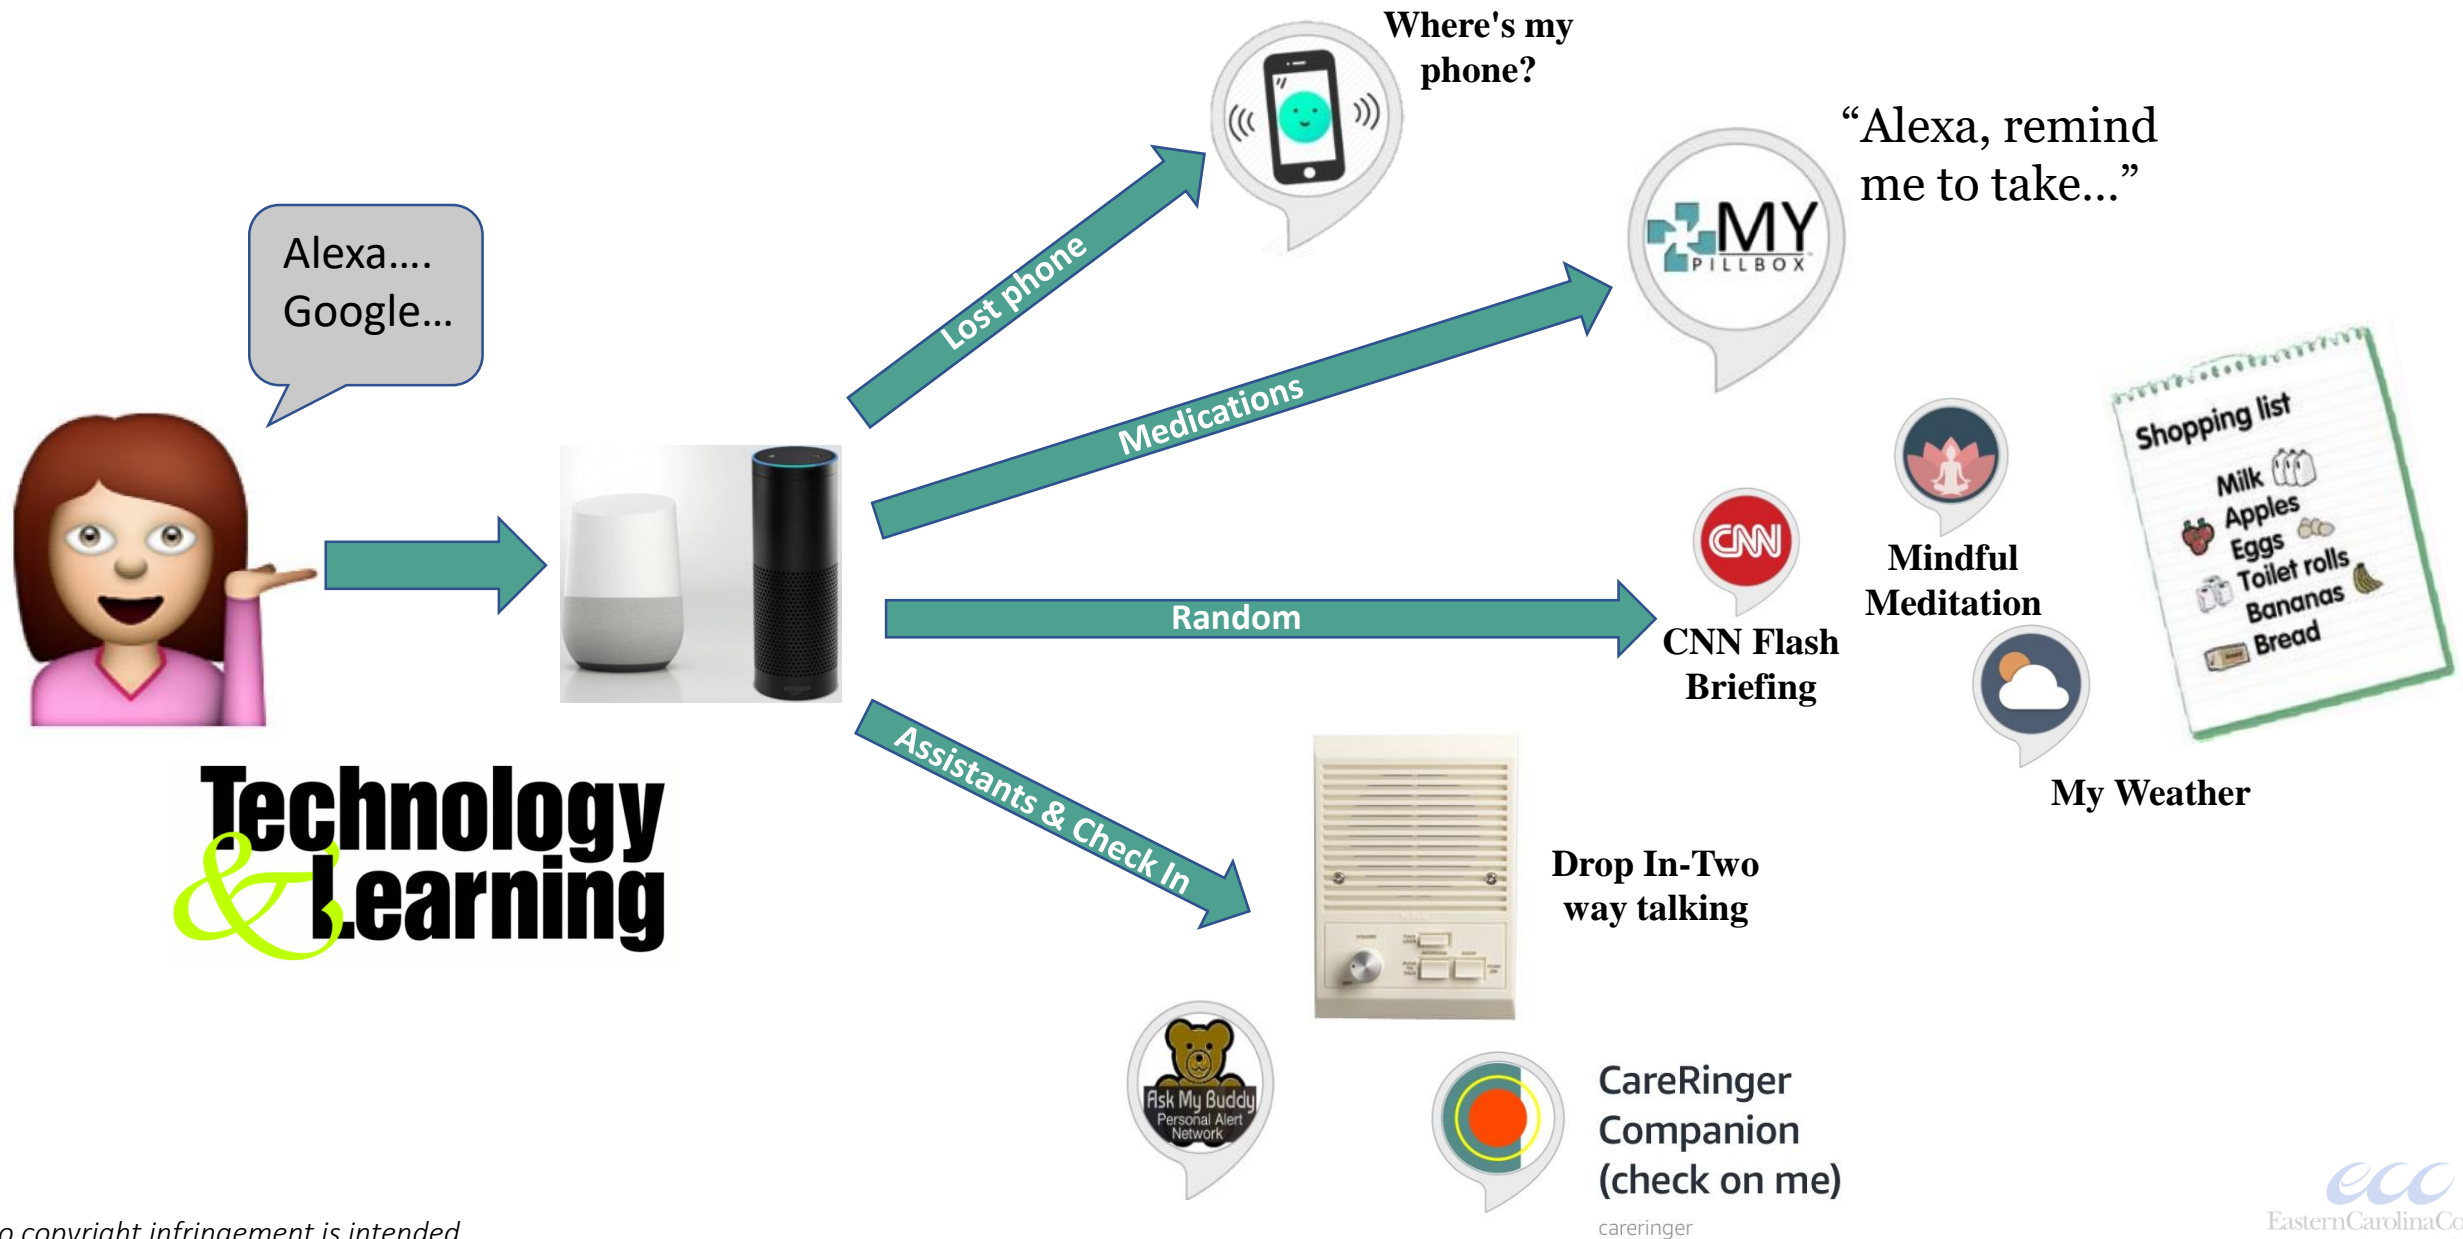 Where's my
phone?
“Alexa, remind
me to take...”
Alexa....
Google...
Lost phone
MY
PILLBOX
Medications
Shopping list
Milk
Apples
Eggs
Toilet rolls
Bananas
Bread
CNN
Mindful
Meditation
Random
CNN Flash
Briefing
My Weather
Assistants & Check In
Technology
& Learning
Drop In-Two
way talking
Ask My Buddy
Personal Alert
Network
CareRinger
Companion
(check on me)
careringer
ecc
EasternCarolinaCo
o copyright infringement is intended